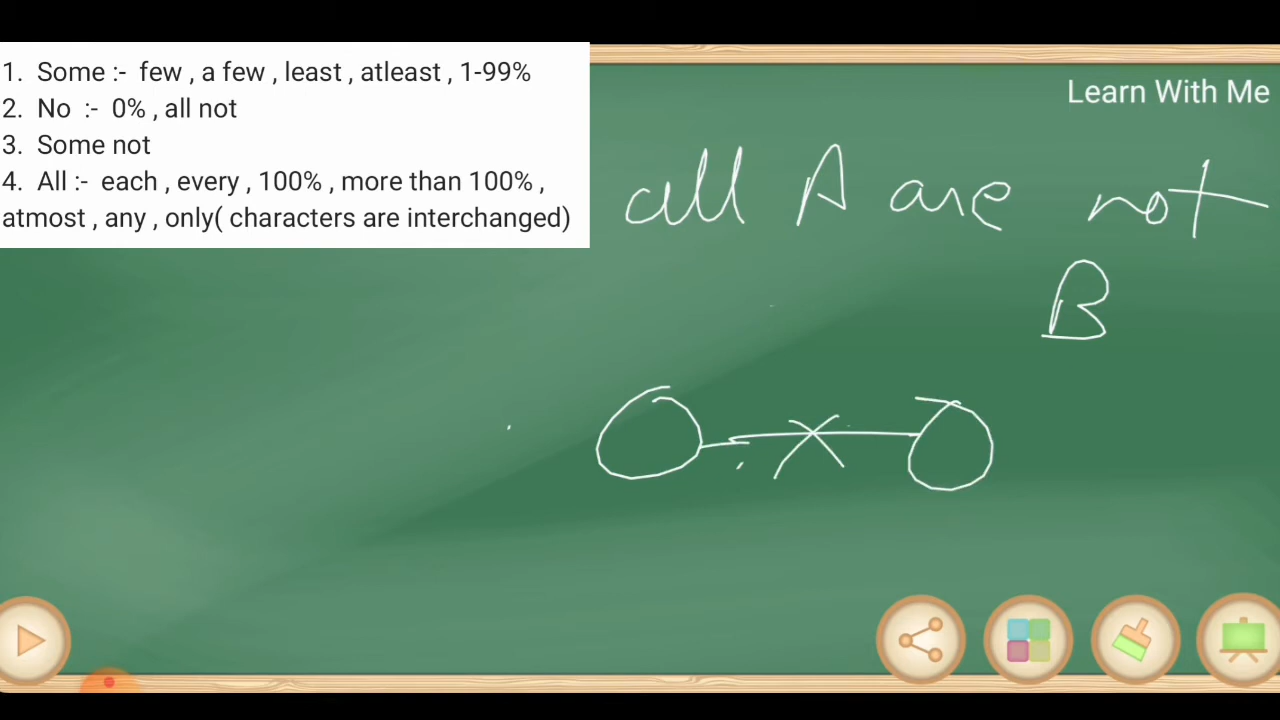 1. Some :- few , a few , least , atleast , 1-99%
2. No :- 0% , all not
3. Some not
4. All :- each , every , 100% , more than 100% ,
atmost , any , only( characters are interchanged)
Learn With Me
all A are not
B